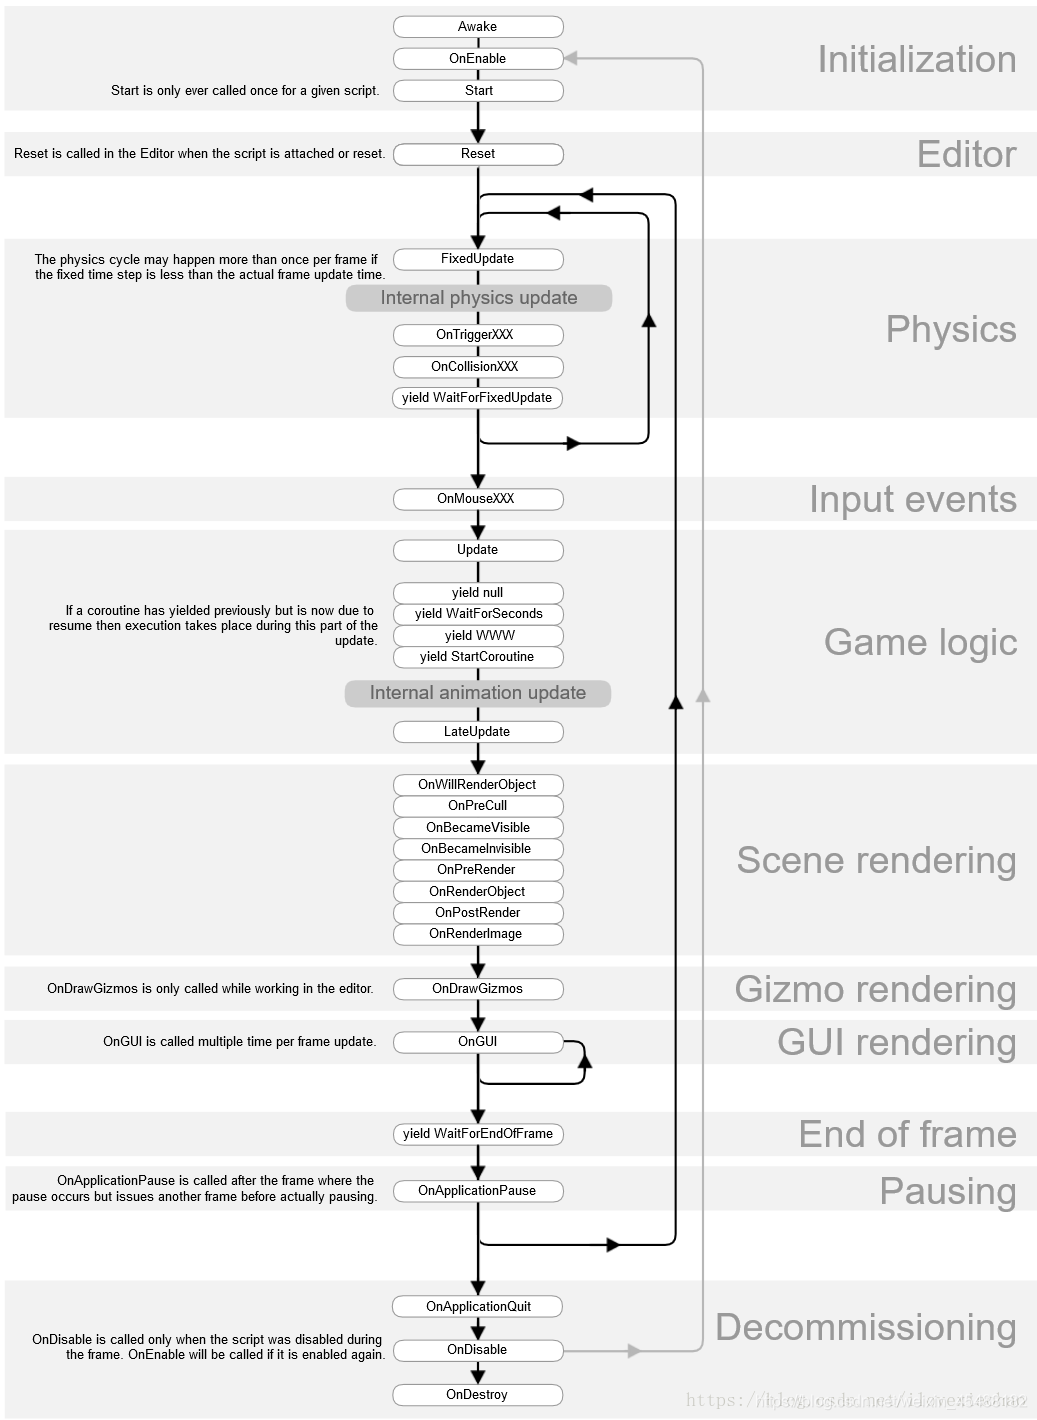 Awake
Initialization
OnEnable
Start is only ever called once for a given script.
Start
Reset is called in the Editor when the script is attached or reset.
Reset
Editor
The physics cycle may happen more than once per frame if
the fixed time step is less than the actual frame update time.
FixedUpdate
Internal physics update
Physics
OnTriggerXXX
OnCollisionXXX
yield WaitForFixedUpdate
OnMouseXXX
Input events
Update
yield null
If a coroutine has yielded previously but is now due to
resume then execution takes place during this part of the
update.
yield WaitForSeconds
yield WWW
yield StartCoroutine
Game logic
Internal animation update
LateUpdate
OnWillRenderObject
OnPreCull
OnBecameVisible
OnBecameInvisible
Scene rendering
OnPreRender
OnRenderObject
OnPostRender
OnRenderImage
OnDrawGizmos is only called while working in the editor.
OnDrawGizmos
Gizmo rendering
OnGUI is called multiple time per frame update.
OnGUI
GUI rendering
yield WaitForEndOfFrame
End of frame
OnApplicationPause is called after the frame where the
pause occurs but issues another frame before actually pausing.
OnApplicationPause
Pausing
OnApplicationQuit
Decommissioning
OnDisable is called only when the script was disabled during
the frame. OnEnable will be called if it is enabled again.
OnDisable
OnDestroy